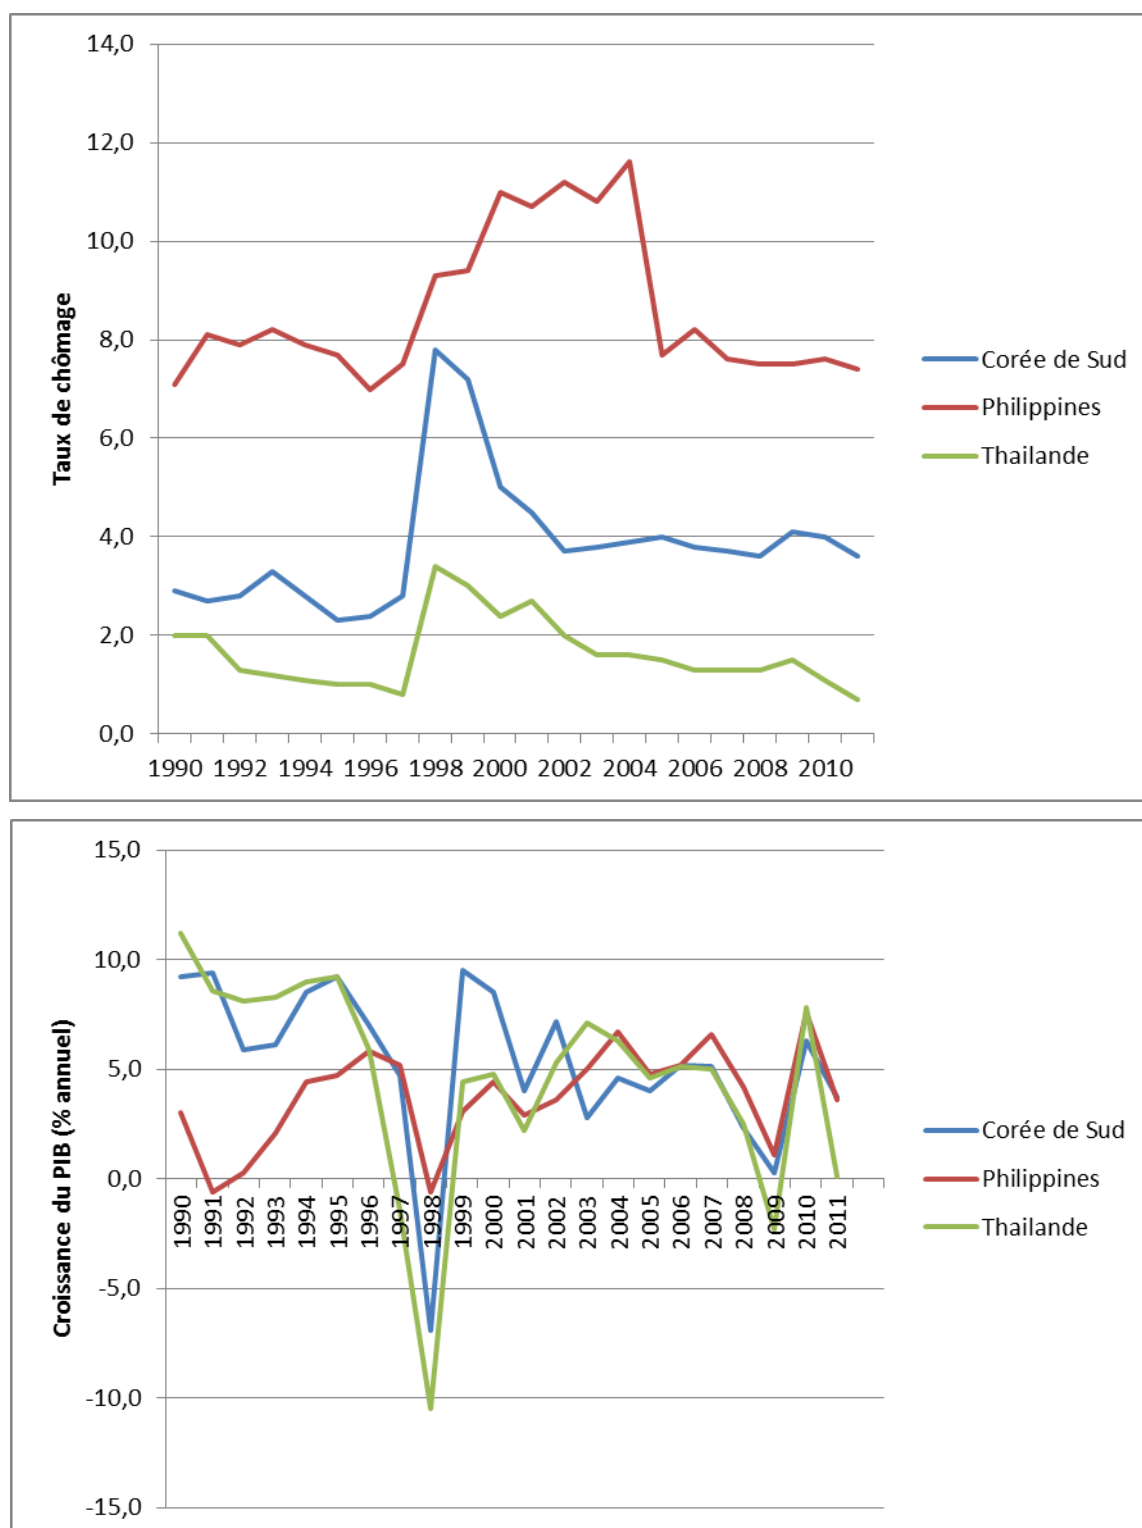 14,0
12,0
10,0
8,0
6,0
4,0
2,0
0,0
Taux de chômage
1990 1992 1994 1996 1998 2000 2002 2004 2006 2008 2010
Corée de Sud
Philippines
Thailande
15,0
10,0
5,0
0,0
-5,0
-10,0
-15,0
Croissance du PIB (% annuel)
1990 1991 1992 1993 1994 1995 1996 1997 1998 1999 2000 2001 2002 2003 2004 2005 2006 2007 2008 2009 2010 2011
Corée de Sud
Philippines
Thailande